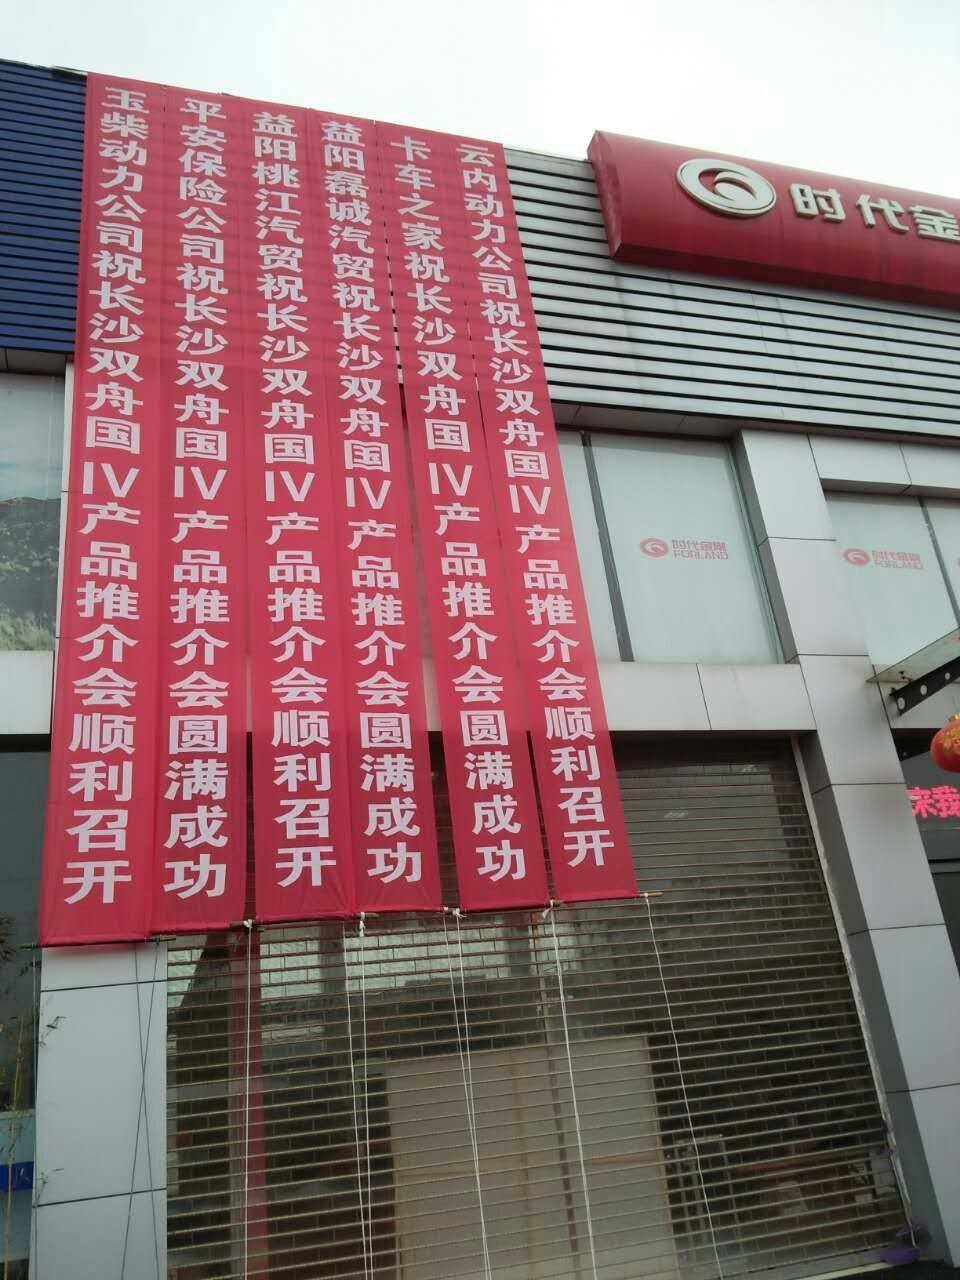 玉柴动力公司祝长沙双舟国IV产品推介会顺利召开
平安保险公司祝长沙双舟国IV产品推介会圆满成功
益阳桃江汽贸祝长沙双舟国IV产品推介会顺利召开
益阳磊诚汽贸祝长沙双舟国IV产品推介会圆满成功
卡车之家祝长沙双舟国IV产品推介会圆满成功
云内动力公司祝长沙双舟国IV产品推介会顺利召开
时代金
时代金刚
FORLAND
时代金刚
FORLAND
来我